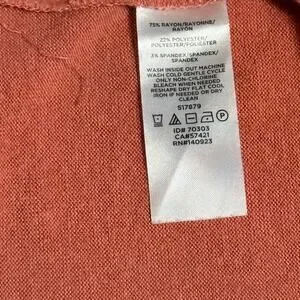 75% RAYON/RAYONNE/
RAYON
22% POLYESTER/
POLYESTER/POLIESTER
3% SPANDEX/SPANDEX/
SPANDEX
WASH INSIDE OUT MACHINE
WASH COLD GENTLE CYCLE
ONLY NON-CHLORINE
BLEACH WHEN NEEDED
RESHAPE DRY FLAT COOL
IRON IF NEEDED OR DRY
CLEAN
517879
P
ID# 70303
CA#57421
RN#140923